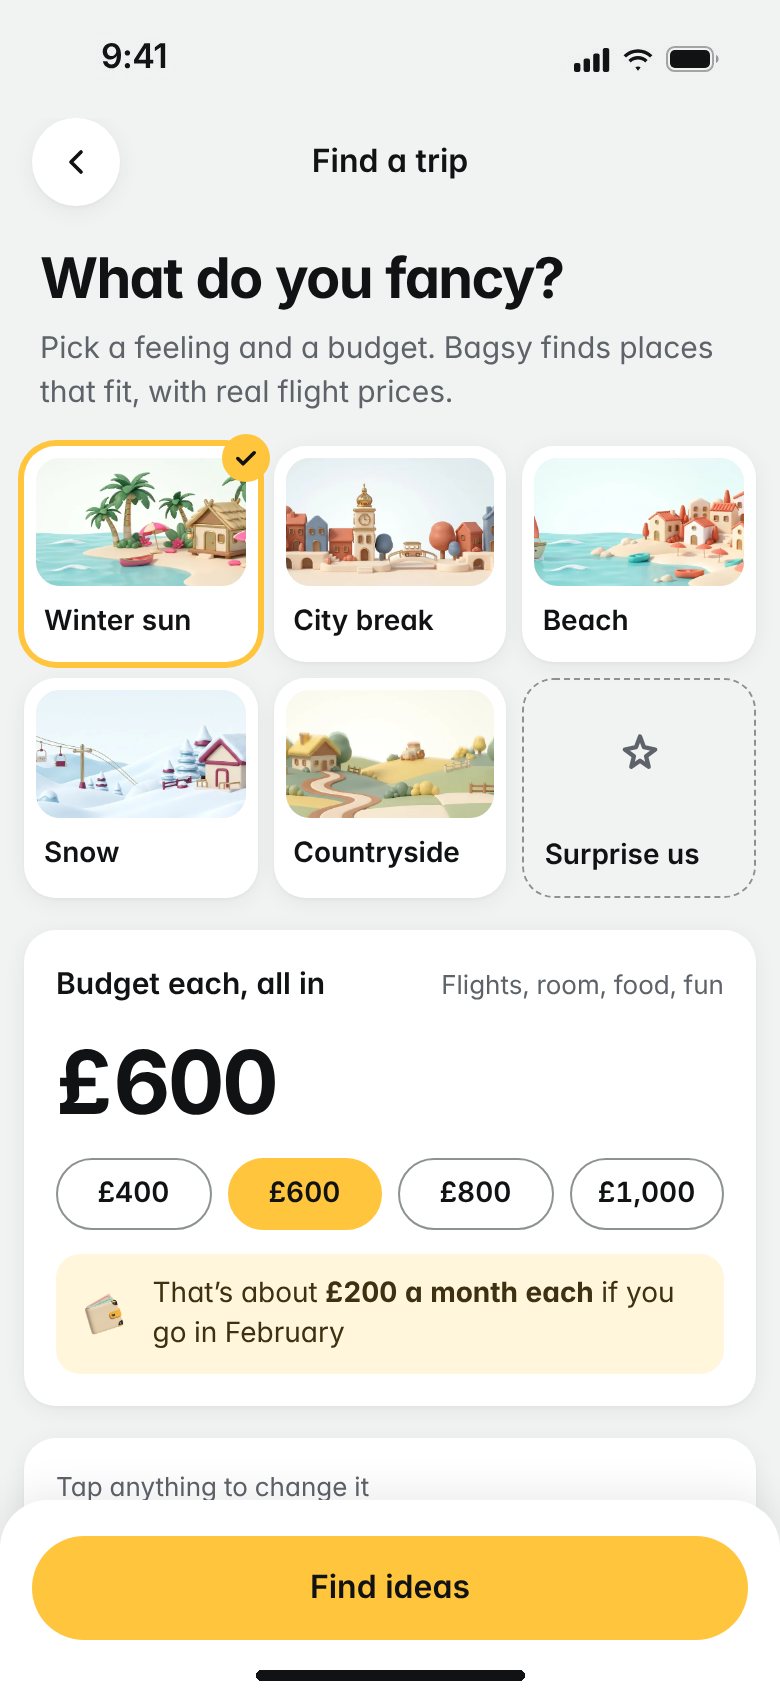 9:41
Find a trip
What do you fancy?
Pick a feeling and a budget. Bagsy finds places
that fit, with real flight prices.
Winter sun
City break
Beach
Snow
Countryside
Surprise us
Budget each, all in
Flights, room, food, fun
£600
£400
£600
£800
£1,000
That’s about £200 a month each if you
go in February
Tap anything to change it
Find ideas